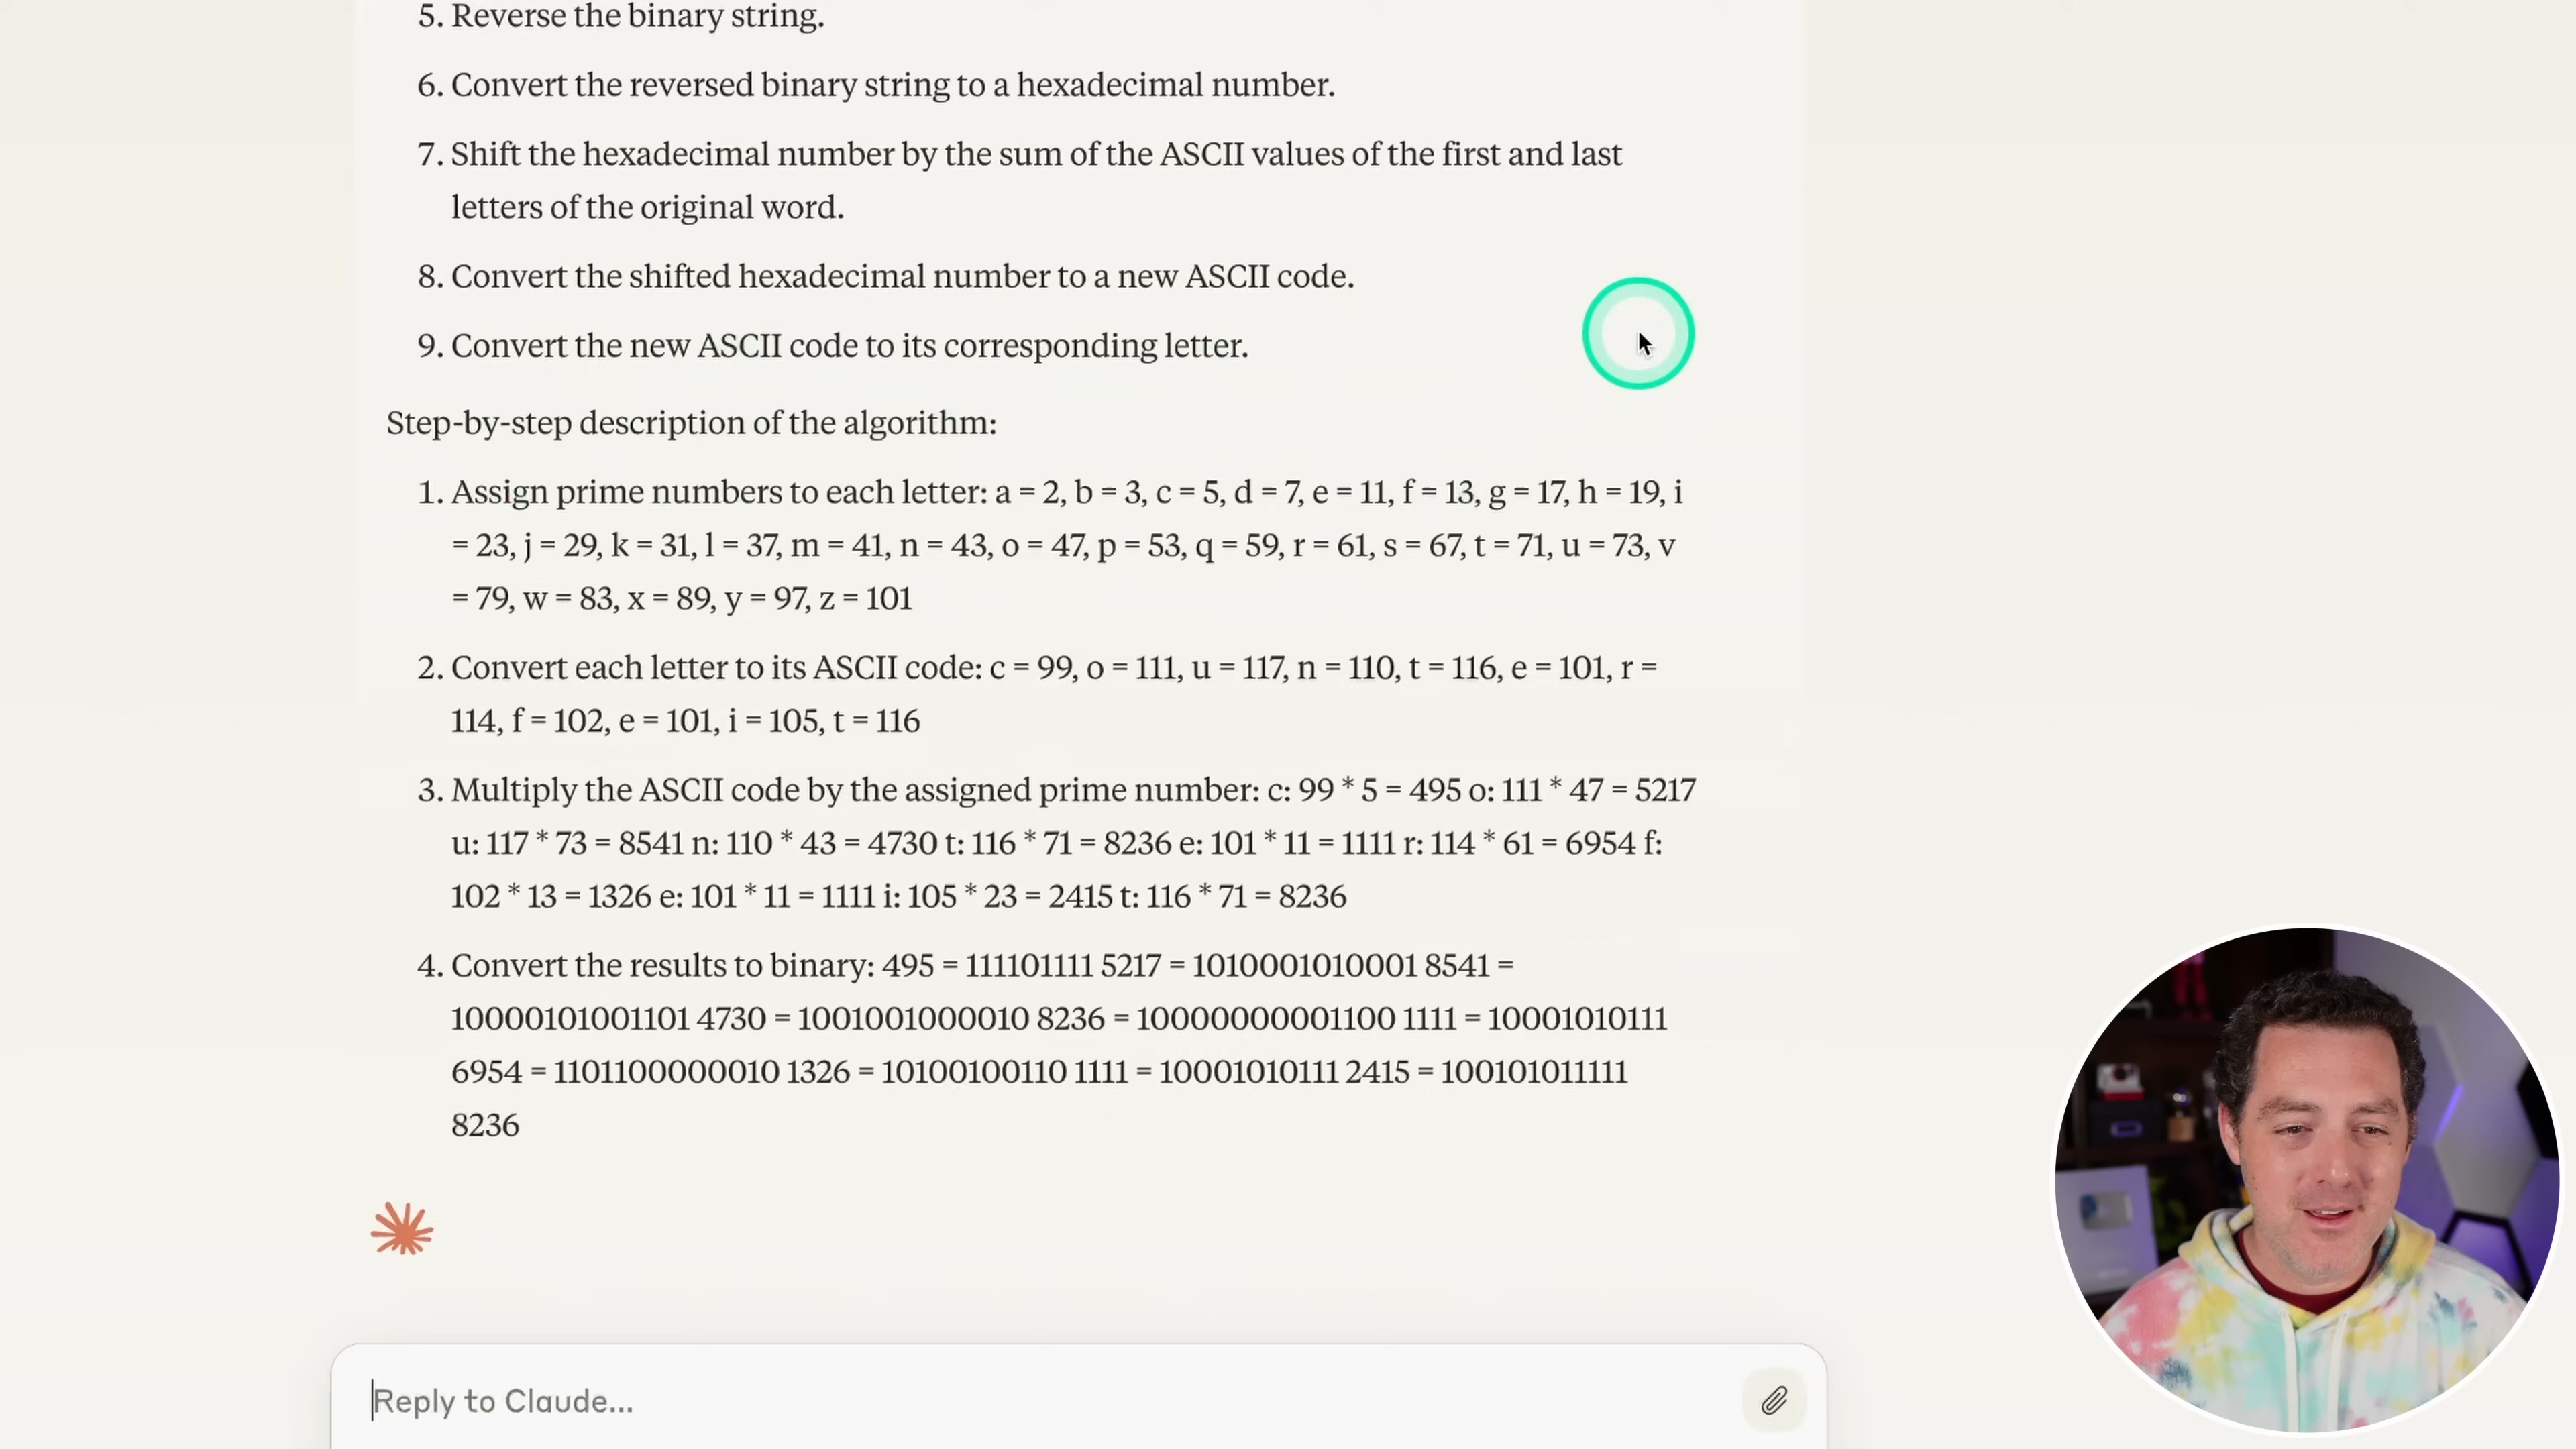 5. Reverse the binary string.
6. Convert the reversed binary string to a hexadecimal number.
7. Shift the hexadecimal number by the sum of the ASCII values of the first and last
letters of the original word.
8. Convert the shifted hexadecimal number to a new ASCII code.
9. Convert the new ASCII code to its corresponding letter.
Step-by-step description of the algorithm:
1. Assign prime numbers to each letter: a = 2, b = 3, c = 5, d = 7, e = 11, f = 13, g = 17, h = 19, i
= 23, j = 29, k = 31, l = 37, m = 41, n = 43, o = 47, p = 53, q = 59, r = 61, s = 67, t = 71, u = 73, v
= 79, w = 83, x = 89, y = 97, z = 101
2. Convert each letter to its ASCII code: c = 99, o = 111, u = 117, n = 110, t = 116, e = 101, r =
114, f = 102, e = 101, i = 105, t = 116
3. Multiply the ASCII code by the assigned prime number: c: 99 * 5 = 495 o: 111 * 47 = 5217
u: 117 * 73 = 8541 n: 110 * 43 = 4730 t: 116 * 71 = 8236 e: 101 * 11 = 1111 r: 114 * 61 = 6954 f:
102 * 13 = 1326 e: 101 * 11 = 1111 i: 105 * 23 = 2415 t: 116 * 71 = 8236
4. Convert the results to binary: 495 = 111101111 5217 = 1010001010001 8541 =
10000101001101 4730 = 1001001000010 8236 = 10000000001100 1111 = 10001010111
6954 = 1101100000010 1326 = 10100100110 1111 = 10001010111 2415 = 100101011111
8236
Reply to Claude...